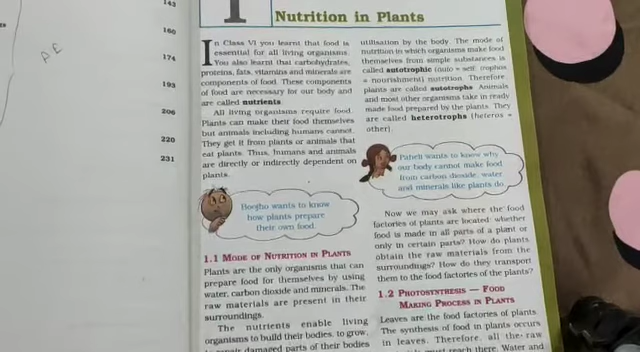 143
160
174
193
206
220
231
1
Nutrition in Plants
In Class VI you learnt that food is
essential for all living organisms.
You also learnt that carbohydrates,
proteins, fats, vitamins and minerals are
components of food. These components
of food are necessary for our body and
are called nutrients.
All living organisms require food.
Plants can make their food themselves
but animals including humans cannot.
They get it from plants or animals that
eat plants. Thus, humans and animals
are directly or indirectly dependent on
plants.
Boojho wants to know
how plants prepare
their own food.
1.1 MODE OF NUTRITION IN PLANTS
Plants are the only organisms that can
prepare food for themselves by using
water, carbon dioxide and minerals. The
raw materials are present in their
surroundings.
The nutrients enable living
organisms to build their bodies, to grow,
repair damaged parts of their bodies
utilisation by the body. The mode of
nutrition in which organisms make food
themselves from simple substances is
called autotrophic (auto = self; trophos
= nourishment) nutrition. Therefore,
plants are called autotrophs. Animals
and most other organisms take in ready
made food prepared by the plants. They
are called heterotrophs (heteros =
other).
Paheli wants to know why
our body cannot make food
from carbon dioxide, water
and minerals like plants do.
Now we may ask where the food
factories of plants are located: whether
food is made in all parts of a plant or
only in certain parts? How do plants
obtain the raw materials from the
surroundings? How do they transport
them to the food factories of the plants?
1.2 PHOTOSYNTHESIS — FOOD
MAKING PROCESS IN PLANTS
Leaves are the food factories of plants.
The synthesis of food in plants occurs
in leaves. Therefore, all the raw
must reach there. Water and